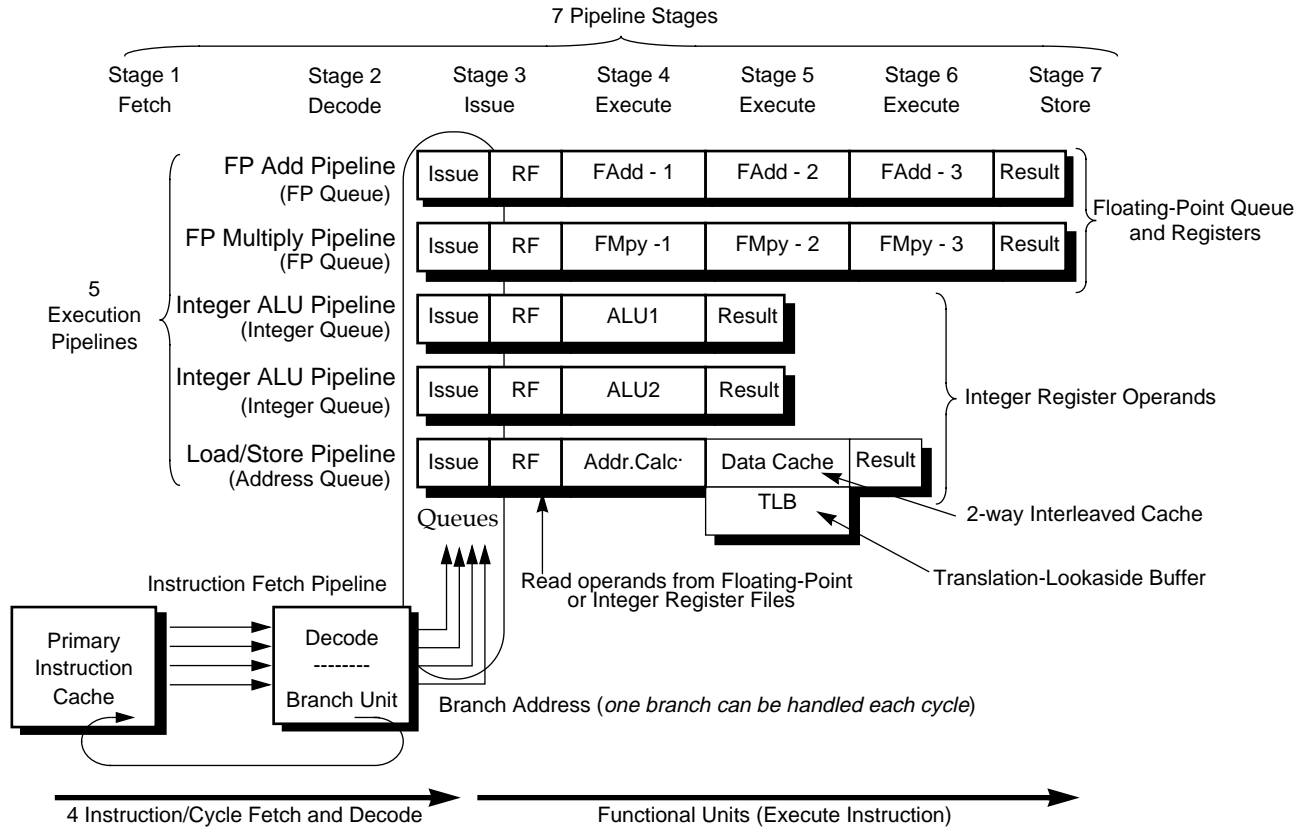 7 Pipeline Stages
Stage 1 Stage 2 Stage 3 Stage 4 Stage 5 Stage 6 Stage 7
Fetch Decode Issue Execute Execute Execute Store
FP Add Pipeline
(FP Queue)
Issue RF FAdd - 1 FAdd - 2 FAdd - 3 Result
Floating-Point Queue
and Registers
FP Multiply Pipeline
(FP Queue)
Issue RF FMpy -1 FMpy - 2 FMpy - 3 Result
5
Execution
Pipelines
Integer ALU Pipeline
(Integer Queue)
Issue RF ALU1 Result
Integer ALU Pipeline
(Integer Queue)
Issue RF ALU2 Result
Integer Register Operands
Load/Store Pipeline
(Address Queue)
Issue RF Addr.Calc. Data Cache Result
TLB
2-way Interleaved Cache
Translation-Lookaside Buffer
Queues
Read operands from Floating-Point
or Integer Register Files
Instruction Fetch Pipeline
Primary
Instruction
Cache
Decode
--------
Branch Unit
Branch Address (one branch can be handled each cycle)
4 Instruction/Cycle Fetch and Decode
Functional Units (Execute Instruction)